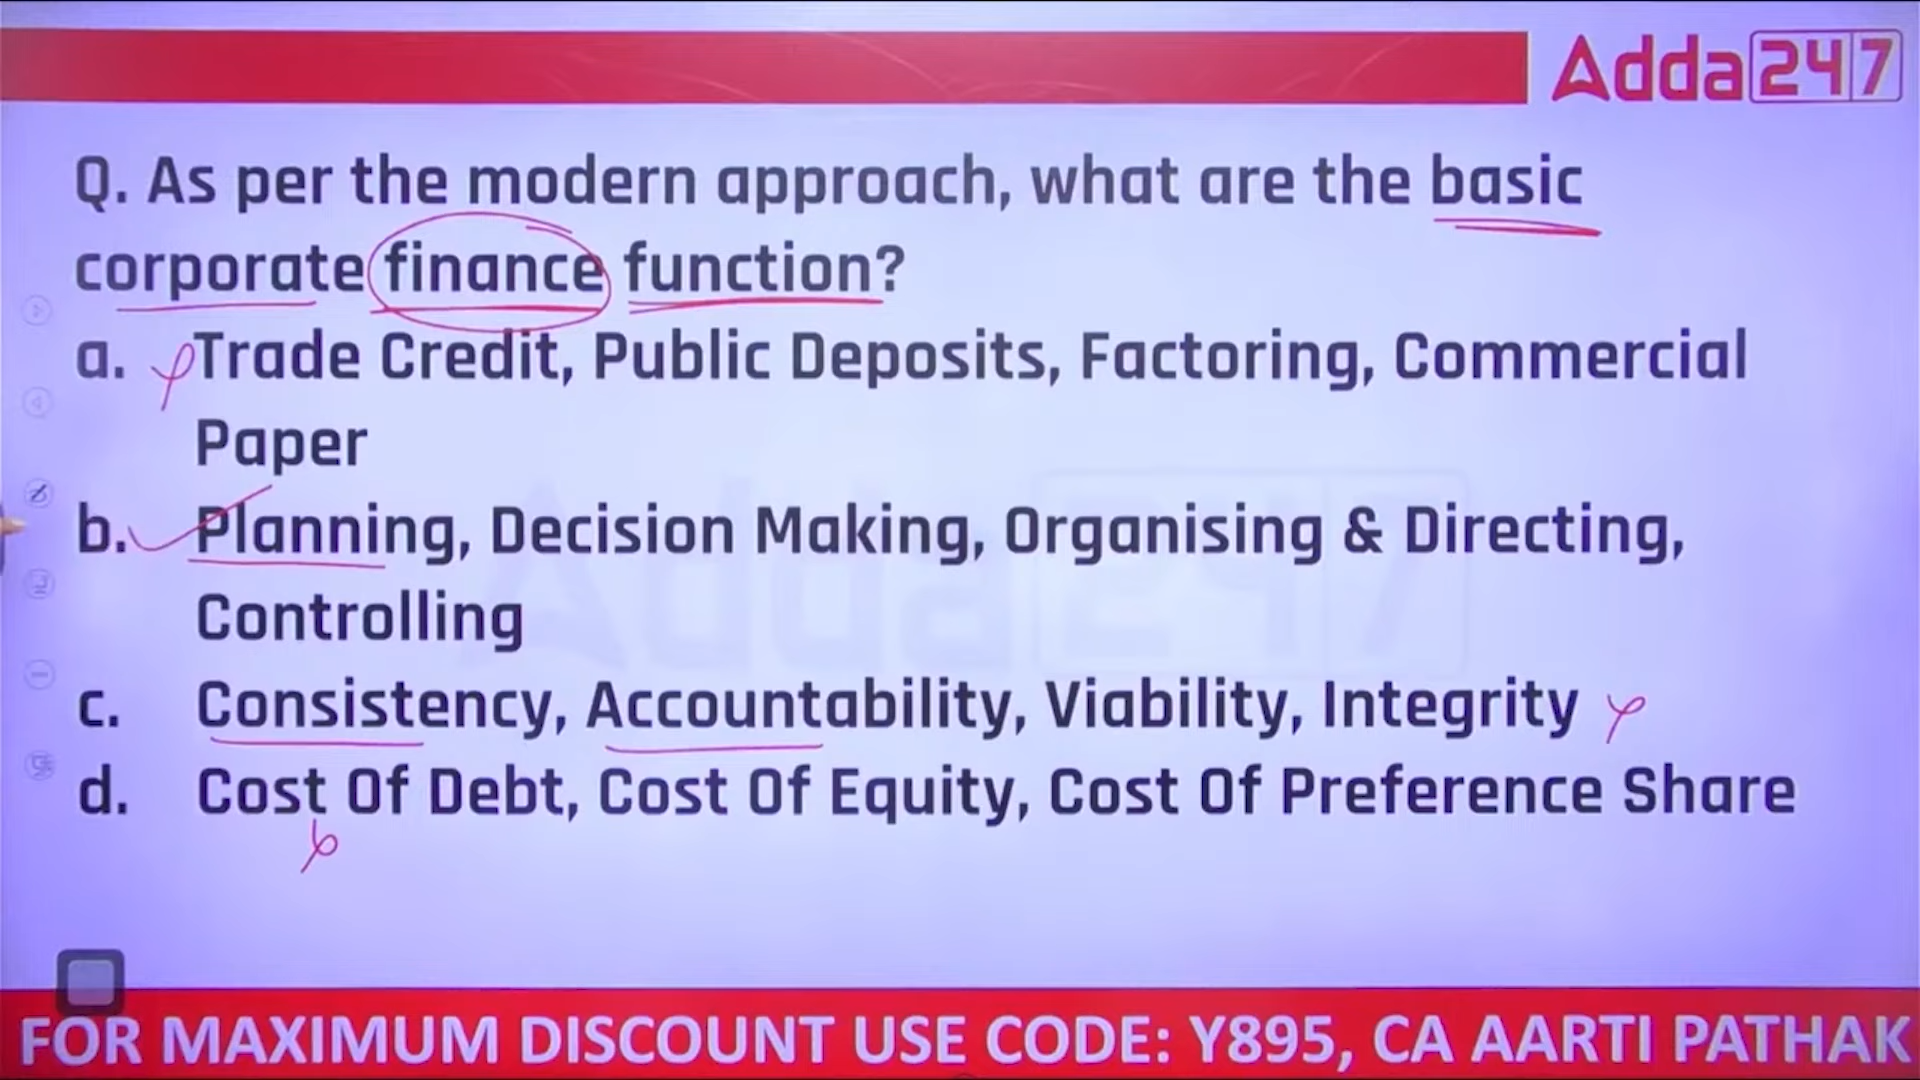 Adda247
Q. As per the modern approach, what are the basic
corporate finance function?
a. Trade Credit, Public Deposits, Factoring, Commercial
Paper
b. Planning, Decision Making, Organising & Directing,
Controlling
c. Consistency, Accountability, Viability, Integrity
d. Cost Of Debt, Cost Of Equity, Cost Of Preference Share
FOR MAXIMUM DISCOUNT USE CODE: Y895, CA AARTI PATHAK